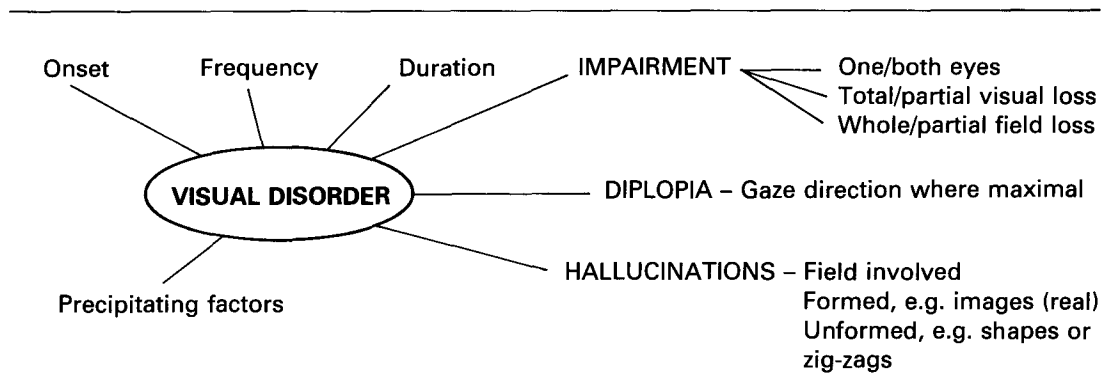 Onset
Frequency
Duration
IMPAIRMENT
One/both eyes
Total/partial visual loss
Whole/partial field loss
VISUAL DISORDER
DIPLOPIA – Gaze direction where maximal
HALLUCINATIONS – Field involved
Formed, e.g. images (real)
Unformed, e.g. shapes or
zig-zags
Precipitating factors